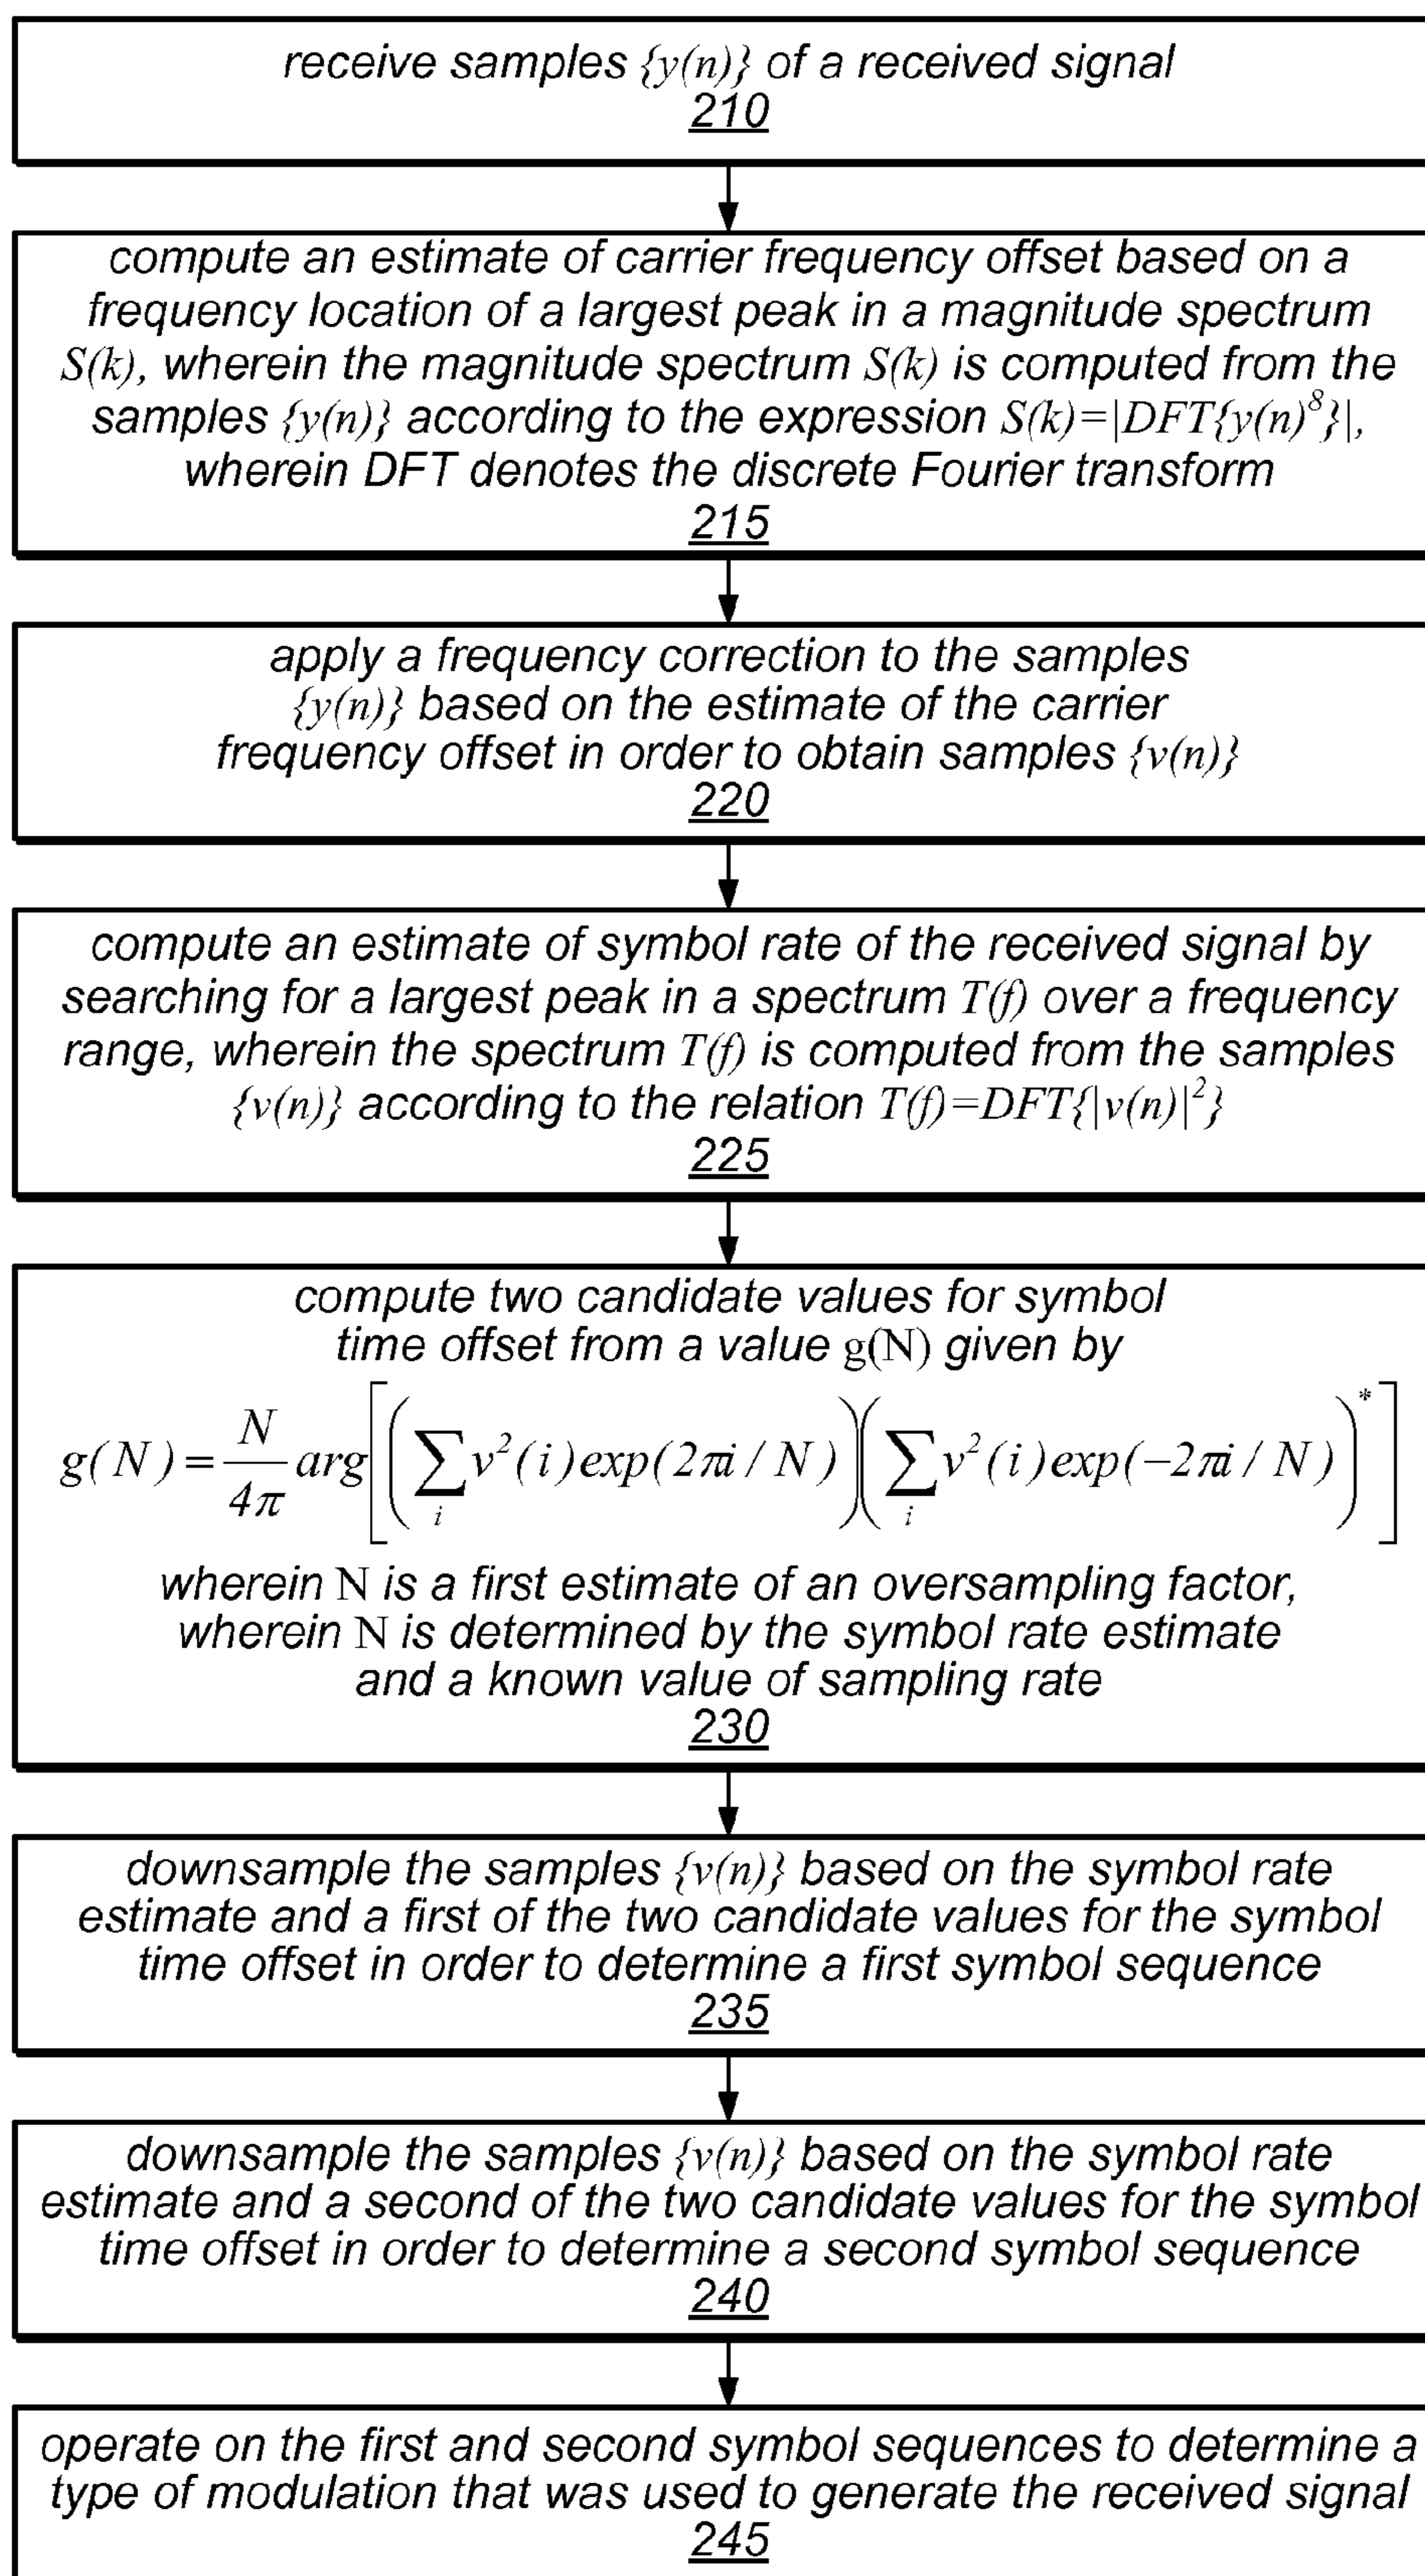 receive samples {y(n)} of a received signal
210
compute an estimate of carrier frequency offset based on a
frequency location of a largest peak in a magnitude spectrum
S(k), wherein the magnitude spectrum S(k) is computed from the
samples {y(n)} according to the expression S(k)=|DFT{y(n)⁸}|,
wherein DFT denotes the discrete Fourier transform
215
apply a frequency correction to the samples
{y(n)} based on the estimate of the carrier
frequency offset in order to obtain samples {v(n)}
220
compute an estimate of symbol rate of the received signal by
searching for a largest peak in a spectrum T(f) over a frequency
range, wherein the spectrum T(f) is computed from the samples
{v(n)} according to the relation T(f)=DFT{|v(n)|²}
225
compute two candidate values for symbol
time offset from a value g(N) given by
g(N)=N/4π arg[(∑_i v²(i)exp(2πi/N))(∑_i v²(i)exp(−2πi/N))*]
wherein N is a first estimate of an oversampling factor,
wherein N is determined by the symbol rate estimate
and a known value of sampling rate
230
downsample the samples {v(n)} based on the symbol rate
estimate and a first of the two candidate values for the symbol
time offset in order to determine a first symbol sequence
235
downsample the samples {v(n)} based on the symbol rate
estimate and a second of the two candidate values for the symbol
time offset in order to determine a second symbol sequence
240
operate on the first and second symbol sequences to determine a
type of modulation that was used to generate the received signal
245